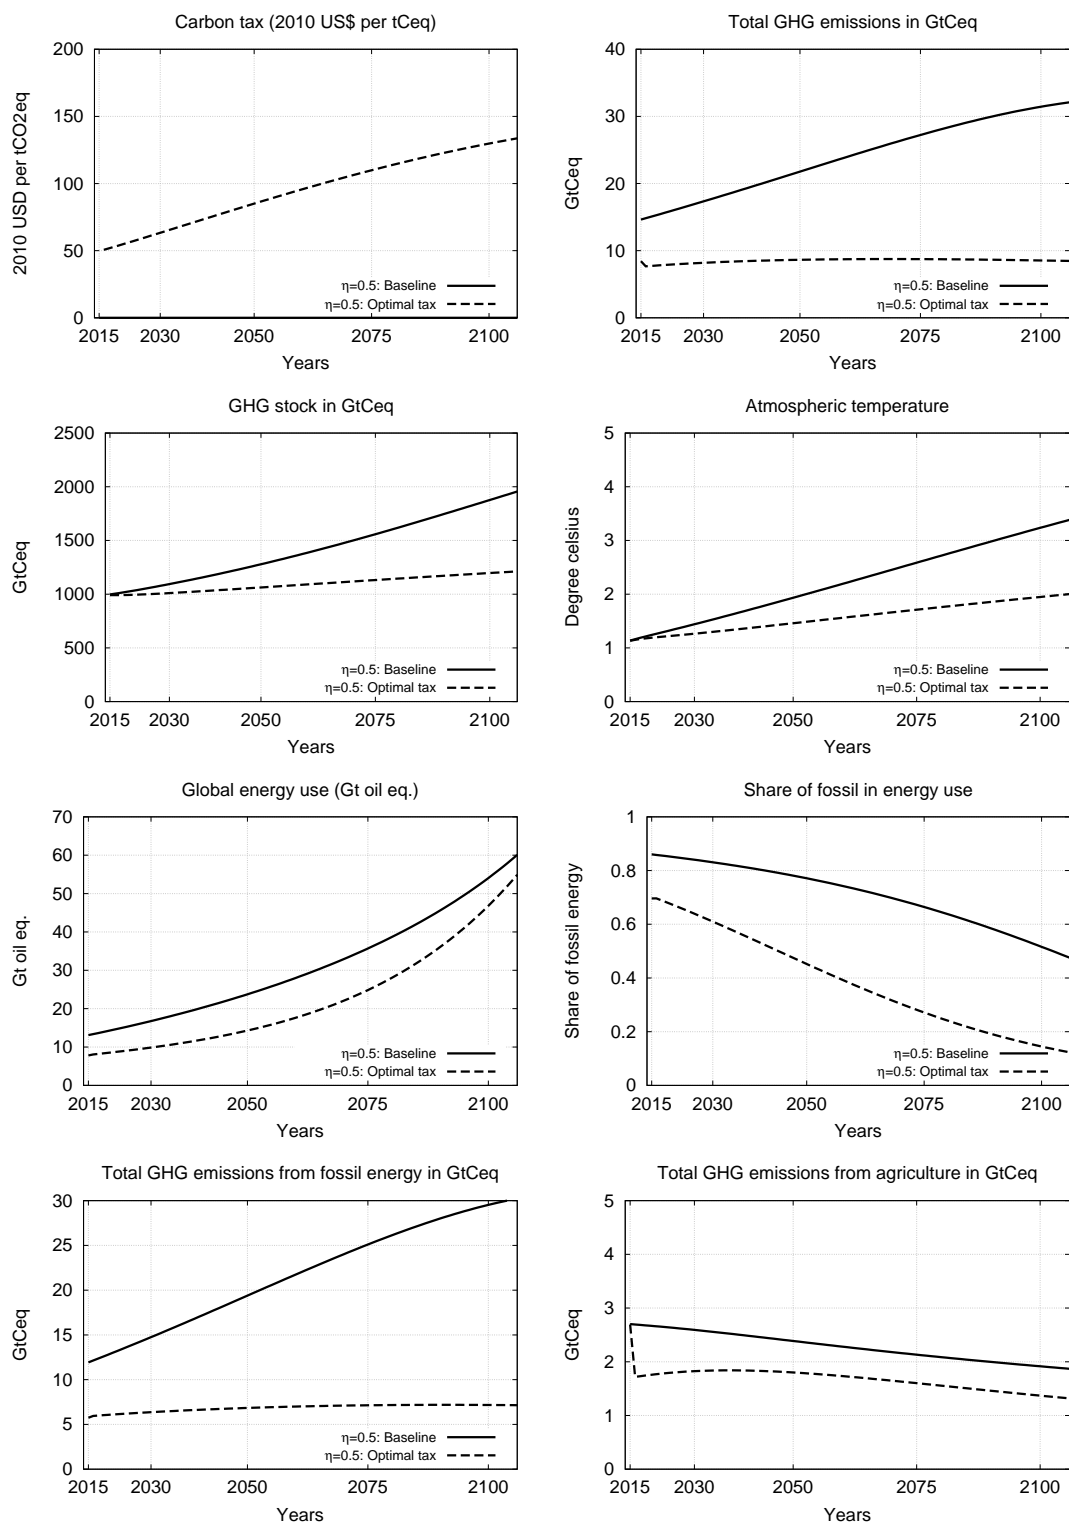 Carbon tax (2010 US$ per tCeq)
200
150
100
50
0
2015 2030 2050 2075 2100
2010 USD per tCO2eq
Years
η=0.5: Baseline
η=0.5: Optimal tax
Total GHG emissions in GtCeq
40
30
20
10
0
2015 2030 2050 2075 2100
GtCeq
Years
η=0.5: Baseline
η=0.5: Optimal tax
GHG stock in GtCeq
2500
2000
1500
1000
500
0
2015 2030 2050 2075 2100
GtCeq
Years
η=0.5: Baseline
η=0.5: Optimal tax
Atmospheric temperature
5
4
3
2
1
0
2015 2030 2050 2075 2100
Degree celsius
Years
η=0.5: Baseline
η=0.5: Optimal tax
Global energy use (Gt oil eq.)
70
60
50
40
30
20
10
0
2015 2030 2050 2075 2100
Gt oil eq.
Years
η=0.5: Baseline
η=0.5: Optimal tax
Share of fossil in energy use
1
0.8
0.6
0.4
0.2
0
2015 2030 2050 2075 2100
Share of fossil energy
Years
η=0.5: Baseline
η=0.5: Optimal tax
Total GHG emissions from fossil energy in GtCeq
30
25
20
15
10
5
0
2015 2030 2050 2075 2100
GtCeq
Years
η=0.5: Baseline
η=0.5: Optimal tax
Total GHG emissions from agriculture in GtCeq
5
4
3
2
1
0
2015 2030 2050 2075 2100
GtCeq
Years
η=0.5: Baseline
η=0.5: Optimal tax